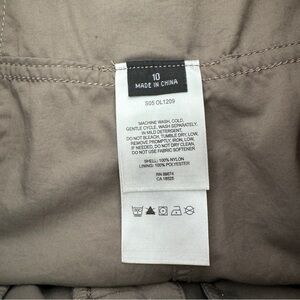 10
MADE IN CHINA
S05 OL1209
MACHINE WASH, COLD,
GENTLE CYCLE, WASH SEPARATELY,
IN MILD DETERGENT.
DO NOT BLEACH, TUMBLE DRY, LOW,
REMOVE PROMPTLY, IRON, LOW,
IF NEEDED, DO NOT DRY CLEAN.
DO NOT USE FABRIC SOFTENER
SHELL: 100% NYLON
LINING: 100% POLYESTER
RN 89674
CA 18525